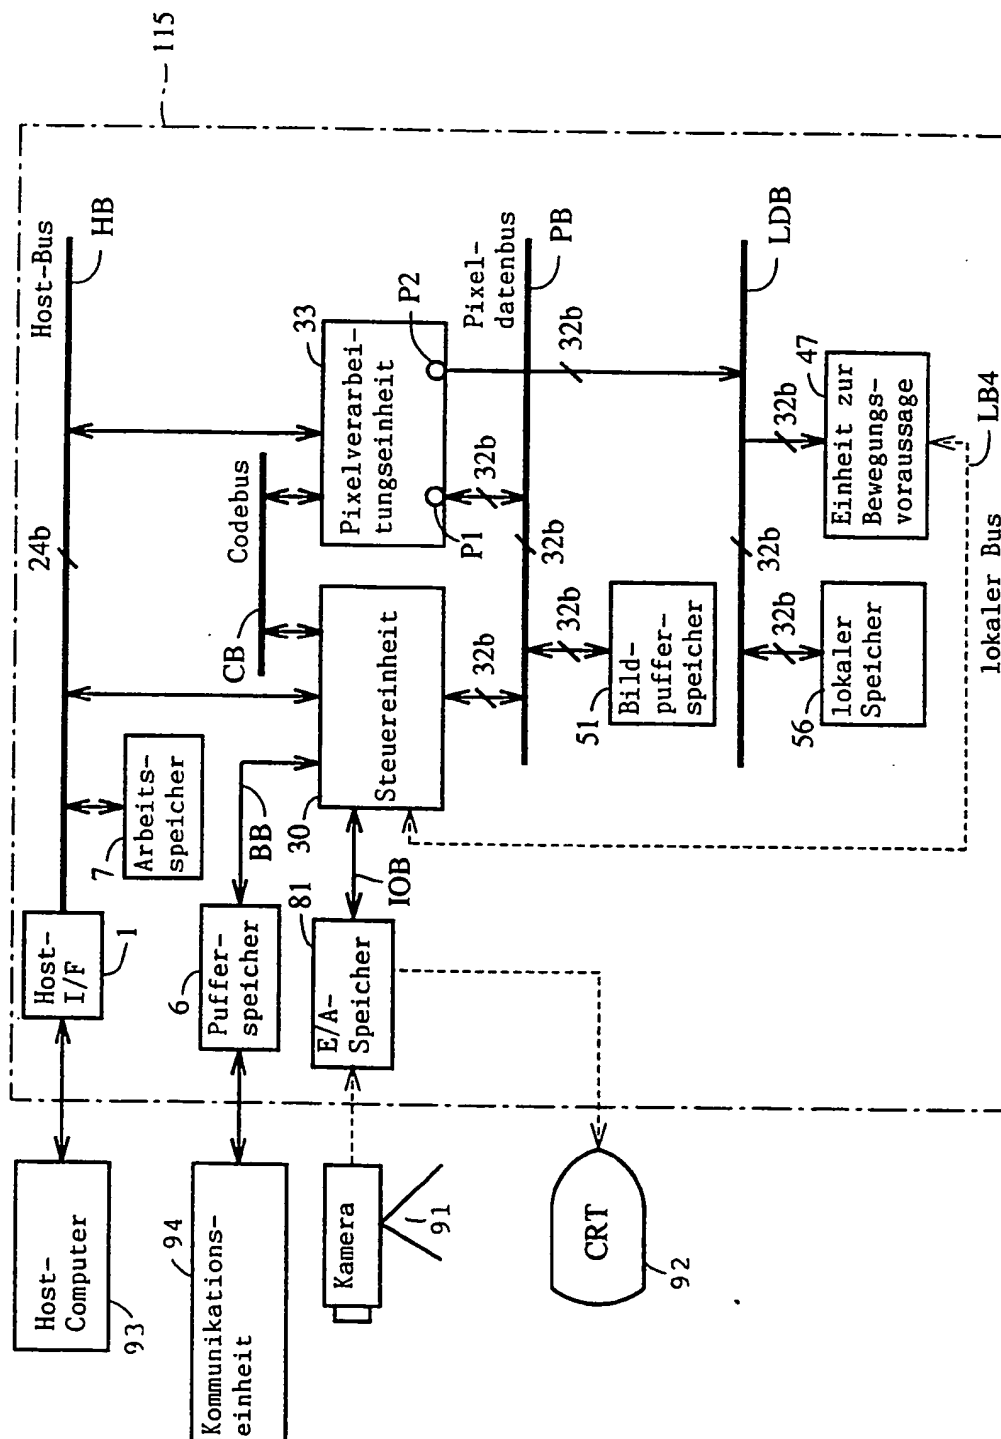 115
Host-
Computer
93
Host-
I/F
1
24b
Host-Bus
HB
7
Arbeits-
speicher
94
Kommunikations-
einheit
6
Puffer-
speicher
BB
CB
Codebus
Kamera
91
E/A-
Speicher
81
IOB
30
Steuereinheit
33
Pixelverarbei-
tungseinheit
P1
P2
32b
32b
32b
Pixel-
datenbus
PB
CRT
92
51
Bild-
puffer-
speicher
32b
32b
32b
LDB
56
lokaler
Speicher
32b
47
Einheit zur
Bewegungs-
voraussage
32b
lokaler Bus
LB4